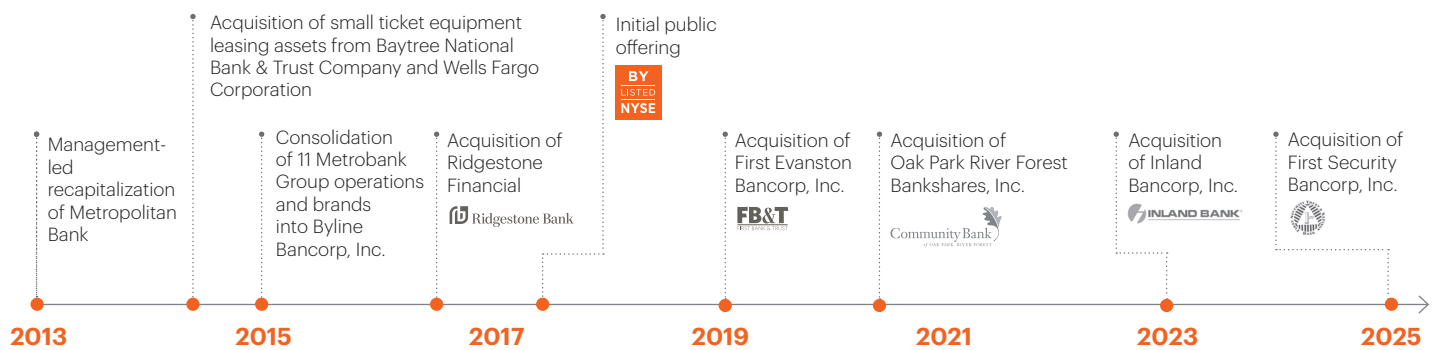 Management-
led
recapitalization
of Metropolitan
Bank
Acquisition of small ticket equipment
leasing assets from Baytree National
Bank & Trust Company and Wells Fargo
Corporation
Consolidation
of 11 Metrobank
Group operations
and brands
into Byline
Bancorp, Inc.
Acquisition of
Ridgestone
Financial
Ridgestone Bank
Initial public
offering
BY
LISTED
NYSE
Acquisition of
First Evanston
Bancorp, Inc.
FB&T
FIRST BANK & TRUST
Acquisition of
Oak Park River Forest
Bankshares, Inc.
Community Bank
of OAK PARK RIVER FOREST
Acquisition
of Inland
Bancorp, Inc.
INLAND BANK
Acquisition of
First Security
Bancorp, Inc.
2013
2015
2017
2019
2021
2023
2025